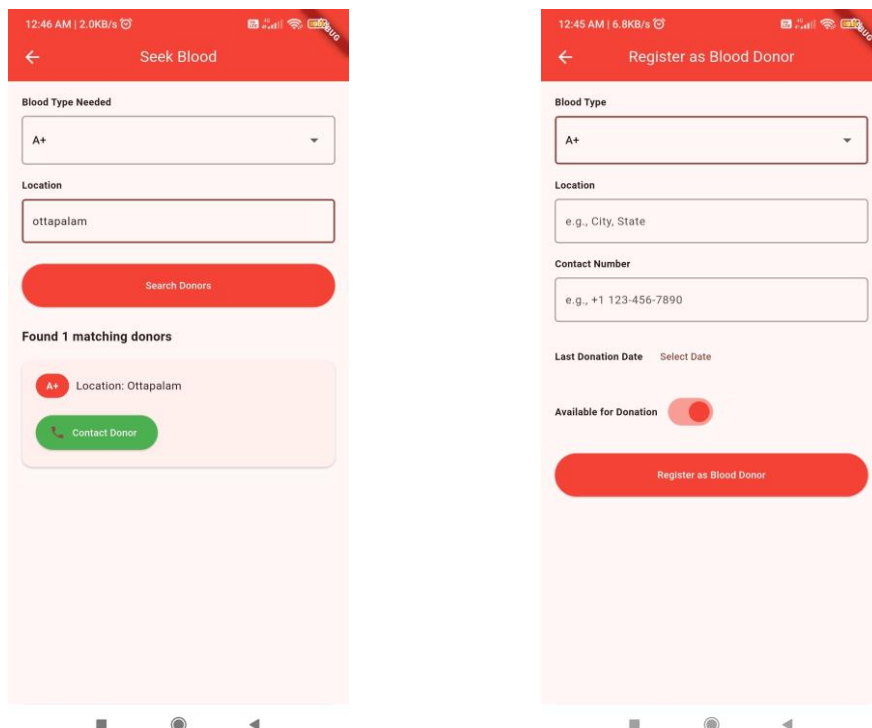 12:46 AM | 2.0KB/s
Seek Blood
Blood Type Needed
A+
Location
ottapalam
Search Donors
Found 1 matching donors
A+ Location: Ottapalam
Contact Donor
12:45 AM | 6.8KB/s
Register as Blood Donor
Blood Type
A+
Location
e.g., City, State
Contact Number
e.g., +1 123-456-7890
Last Donation Date Select Date
Available for Donation
Register as Blood Donor